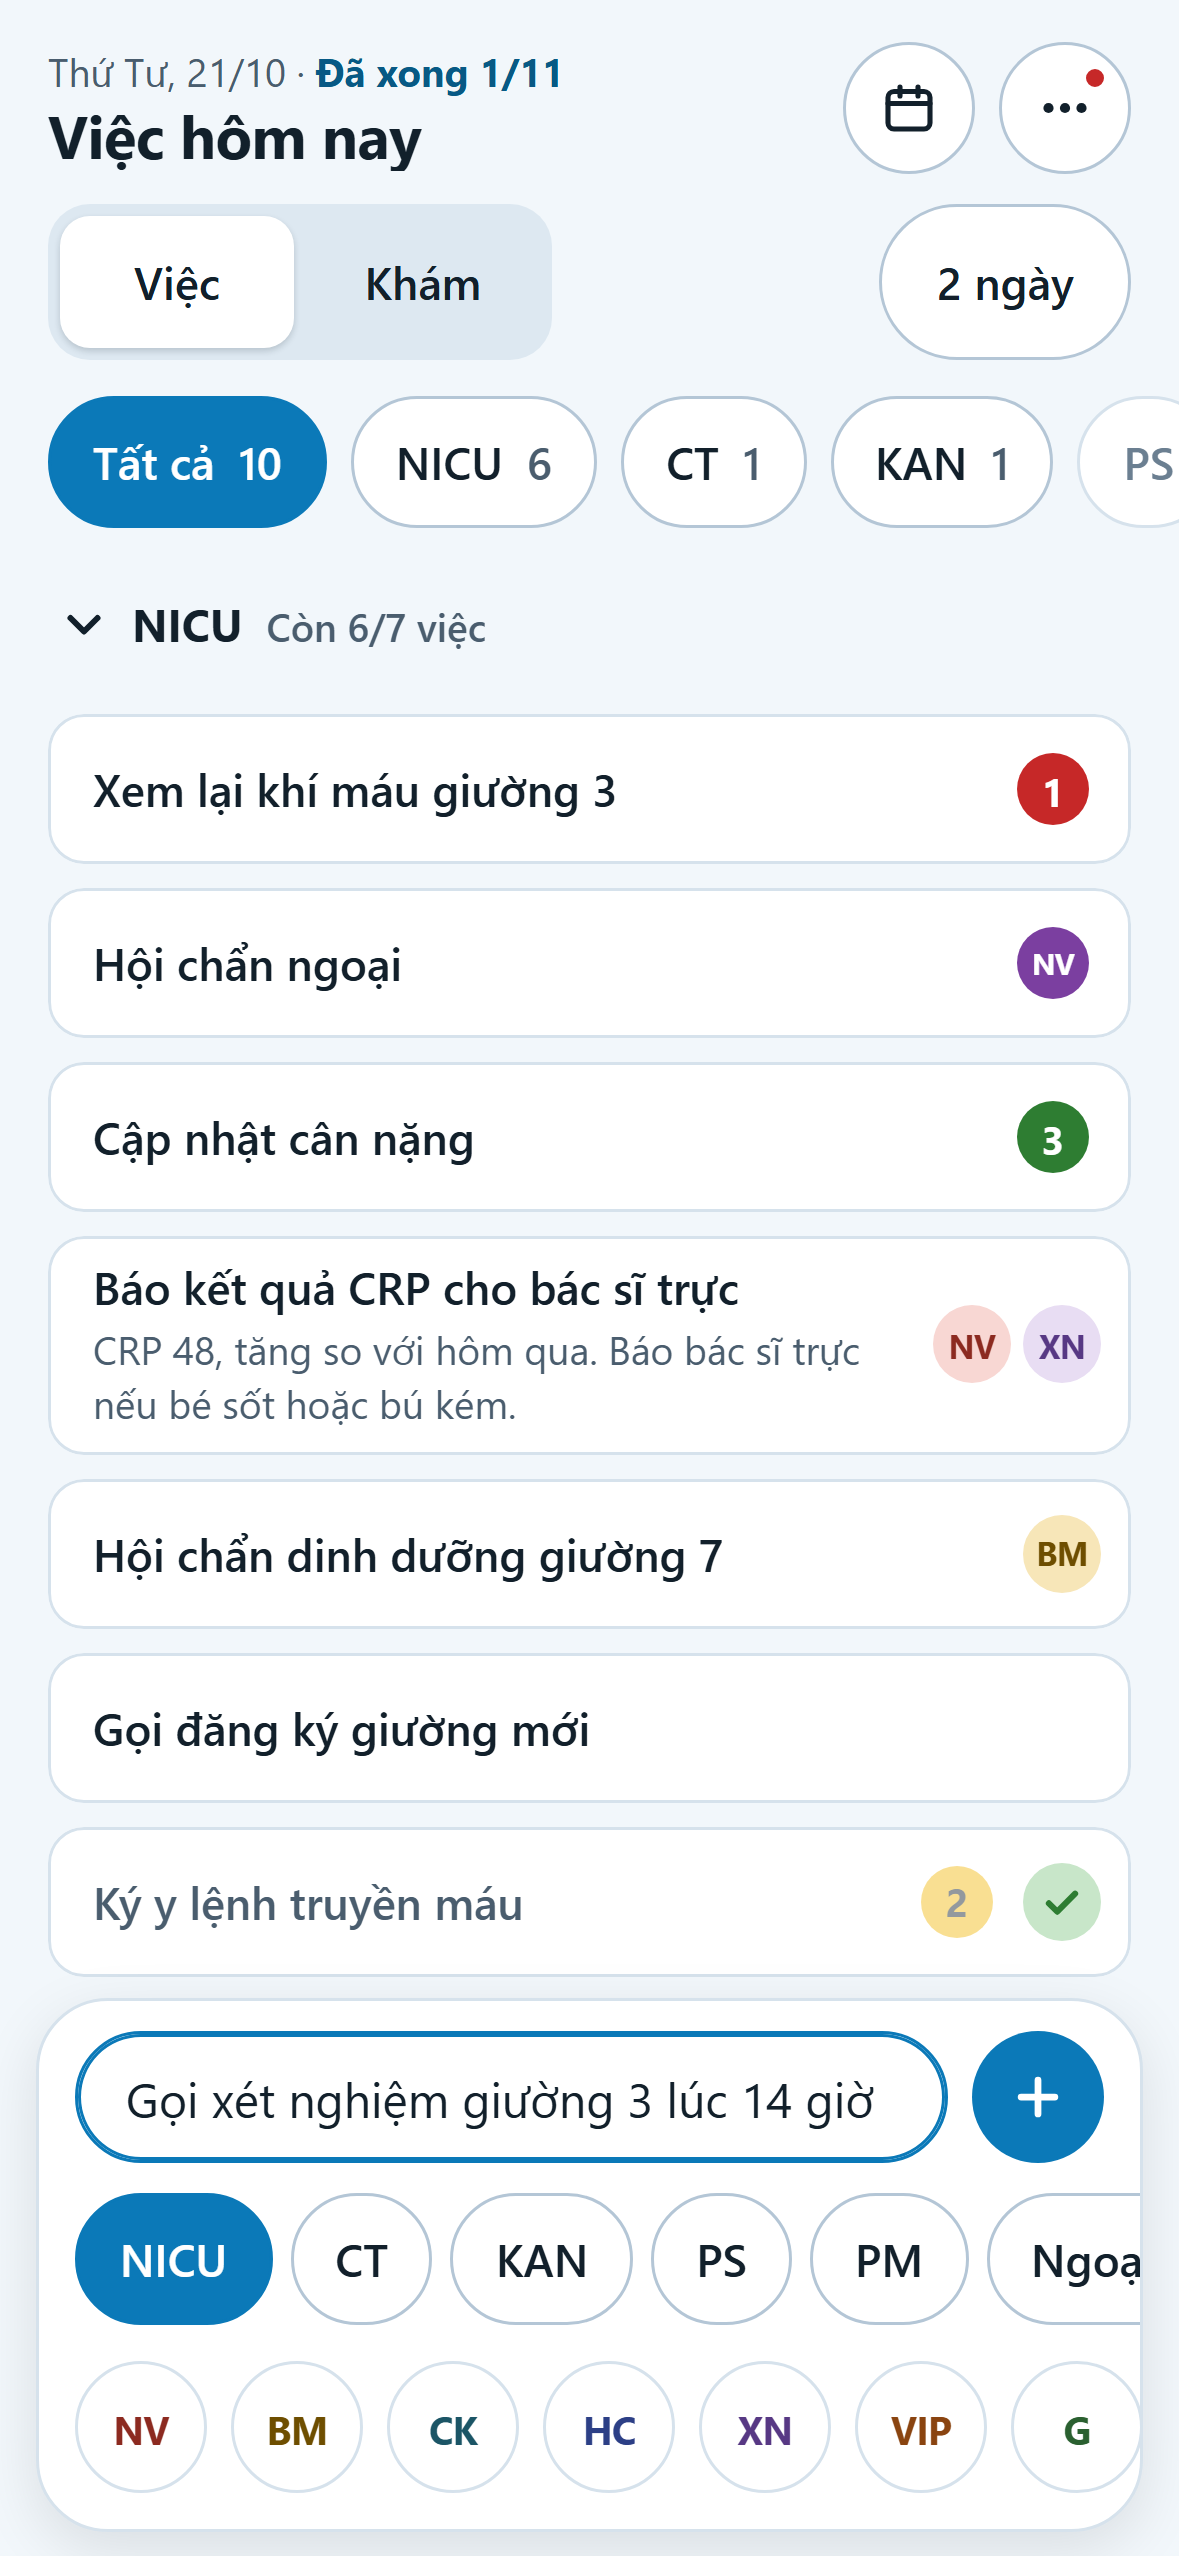 Thứ Tư, 21/10 · Đã xong 1/11
Việc hôm nay
Việc
Khám
2 ngày
Tất cả 10
NICU 6
CT 1
KAN 1
PS
NICU Còn 6/7 việc
Xem lại khí máu giường 3
1
Hội chẩn ngoại
NV
Cập nhật cân nặng
3
Báo kết quả CRP cho bác sĩ trực
CRP 48, tăng so với hôm qua. Báo bác sĩ trực
nếu bé sốt hoặc bú kém.
NV XN
Hội chẩn dinh dưỡng giường 7
BM
Gọi đăng ký giường mới
Ký y lệnh truyền máu
2
Gọi xét nghiệm giường 3 lúc 14 giờ
NICU CT KAN PS PM Ngoạ
NV BM CK HC XN VIP G